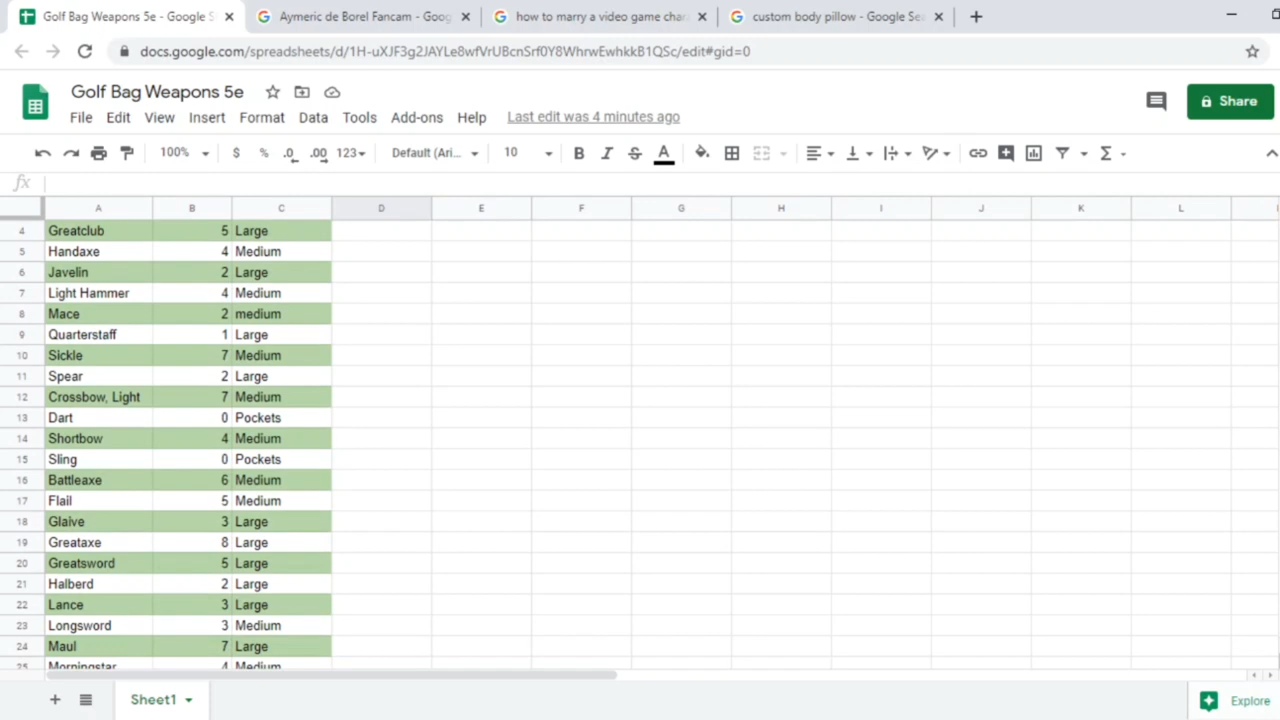 Golf Bag Weapons 5e - Google S
Aymeric de Borel Fancam - Goog
how to marry a video game char
custom body pillow - Google Sea
docs.google.com/spreadsheets/d/1H-uXJF3g2JAYLe8wfVrUBcnSrf0Y8WhrwEwhkkB1QSc/edit#gid=0
Golf Bag Weapons 5e
Share
File Edit View Insert Format Data Tools Add-ons Help Last edit was 4 minutes ago
100% $ % .0 .00 123 Default (Ari... 10 B I S A Σ
fx
A B C D E F G H I J K L
4 Greatclub 5 Large
5 Handaxe 4 Medium
6 Javelin 2 Large
7 Light Hammer 4 Medium
8 Mace 2 medium
9 Quarterstaff 1 Large
10 Sickle 7 Medium
11 Spear 2 Large
12 Crossbow, Light 7 Medium
13 Dart 0 Pockets
14 Shortbow 4 Medium
15 Sling 0 Pockets
16 Battleaxe 6 Medium
17 Flail 5 Medium
18 Glaive 3 Large
19 Greataxe 8 Large
20 Greatsword 5 Large
21 Halberd 2 Large
22 Lance 3 Large
23 Longsword 3 Medium
24 Maul 7 Large
25 Morningstar 4 Medium
+ Sheet1
Explore